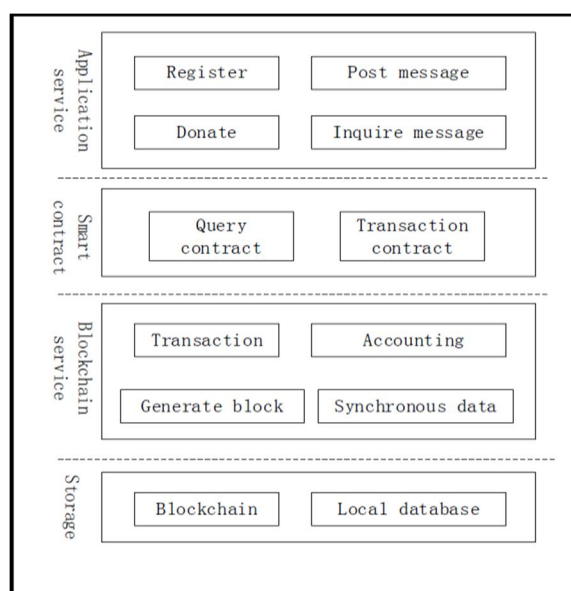 Application
service
Register
Post message
Donate
Inquire message
Smart
contract
Query
contract
Transaction
contract
Blockchain
service
Transaction
Accounting
Generate block
Synchronous data
Storage
Blockchain
Local database